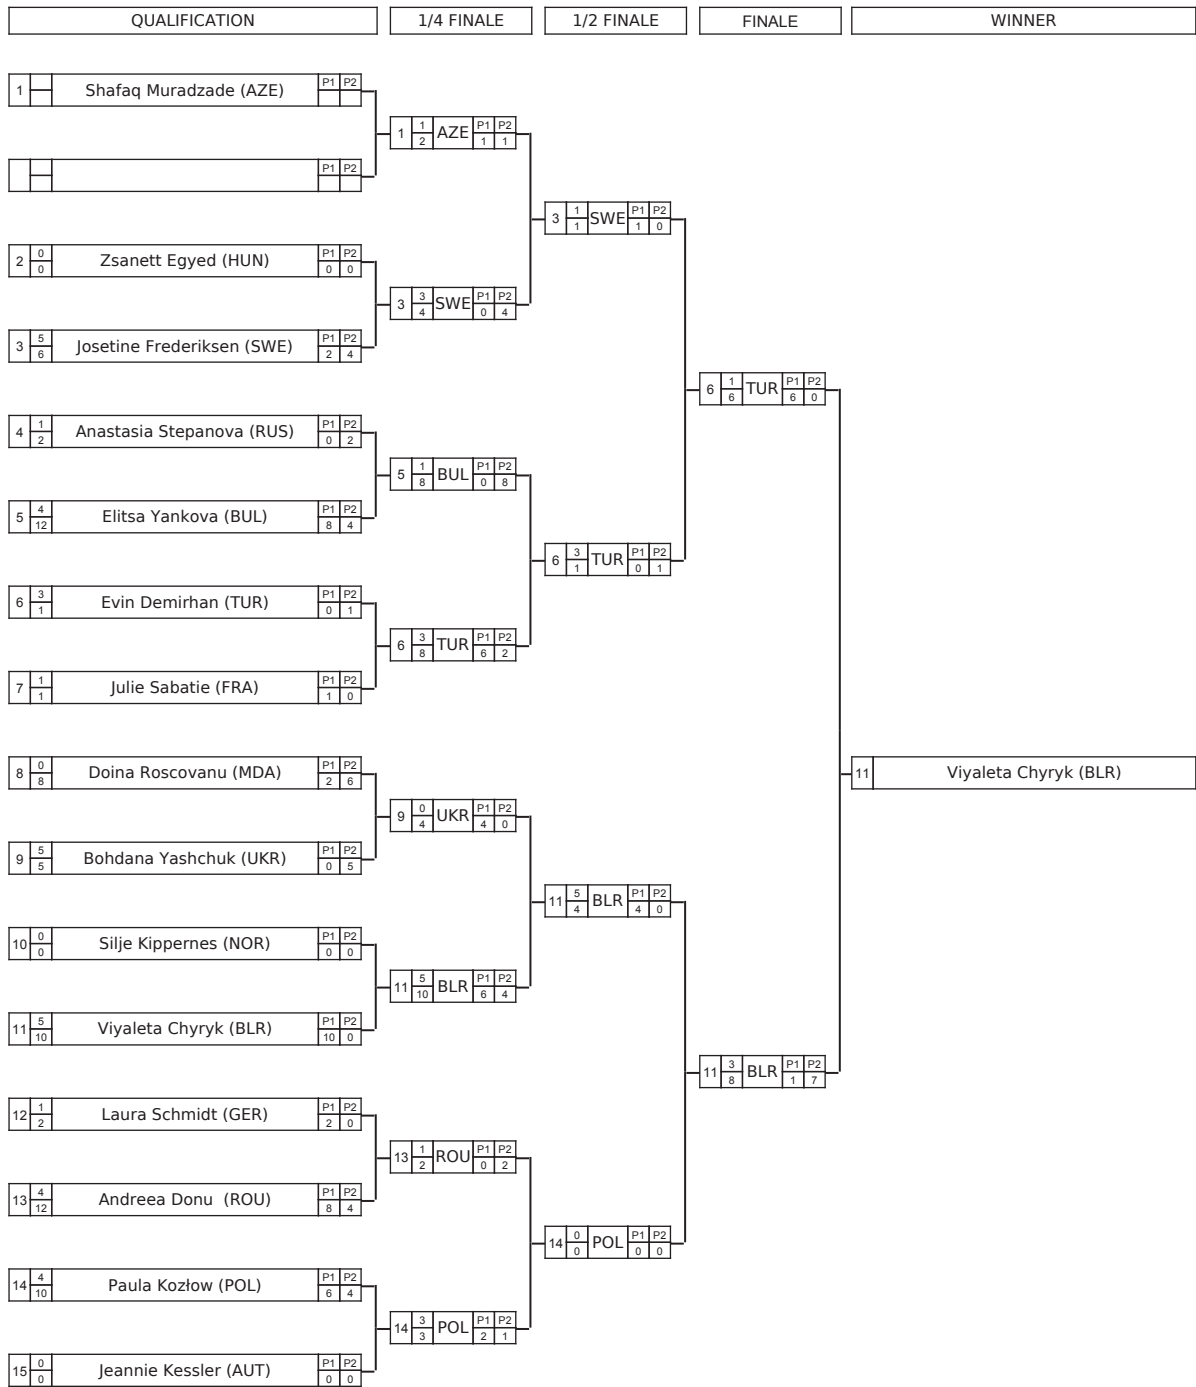 QUALIFICATION 1/4 FINALE 1/2 FINALE FINALE WINNER
1 Shafaq Muradzade (AZE) P1 P2
1 1 2 AZE P1 P2 1 1
P1 P2
3 1 1 SWE P1 P2 1 0
2 0 0 Zsanett Egyed (HUN) P1 P2 0 0
3 3 4 SWE P1 P2 0 4
3 5 6 Josetine Frederiksen (SWE) P1 P2 2 4
6 1 6 TUR P1 P2 6 0
4 1 2 Anastasia Stepanova (RUS) P1 P2 0 2
5 1 8 BUL P1 P2 0 8
5 4 12 Elitsa Yankova (BUL) P1 P2 8 4
6 3 1 TUR P1 P2 0 1
6 3 1 Evin Demirhan (TUR) P1 P2 0 1
6 3 8 TUR P1 P2 6 2
7 1 1 Julie Sabatie (FRA) P1 P2 1 0
8 0 8 Doina Roscovanu (MDA) P1 P2 2 6
11 Viyaleta Chyryk (BLR)
9 0 4 UKR P1 P2 4 0
9 5 5 Bohdana Yashchuk (UKR) P1 P2 0 5
11 5 4 BLR P1 P2 4 0
10 0 0 Silje Kippernes (NOR) P1 P2 0 0
11 5 10 BLR P1 P2 6 4
11 5 10 Viyaleta Chyryk (BLR) P1 P2 10 0
11 3 8 BLR P1 P2 1 7
12 1 2 Laura Schmidt (GER) P1 P2 2 0
13 1 2 ROU P1 P2 0 2
13 4 12 Andreea Donu (ROU) P1 P2 8 4
14 0 0 POL P1 P2 0 0
14 4 10 Paula Kozłow (POL) P1 P2 6 4
14 3 3 POL P1 P2 2 1
15 0 0 Jeannie Kessler (AUT) P1 P2 0 0